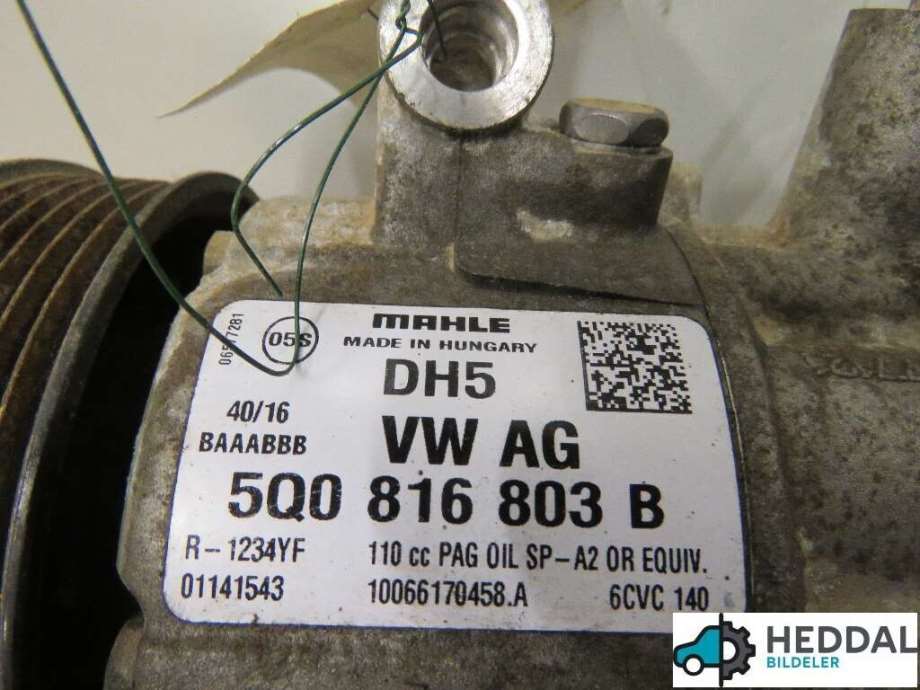 MAHLE
MADE IN HUNGARY
05S
DH5
40/16
BAAABBB
VW AG
5Q0 816 803 B
R-1234YF
110 cc PAG OIL SP-A2 OR EQUIV.
01141543
10066170458.A
6CVC 140
HEDDAL
BILDELER